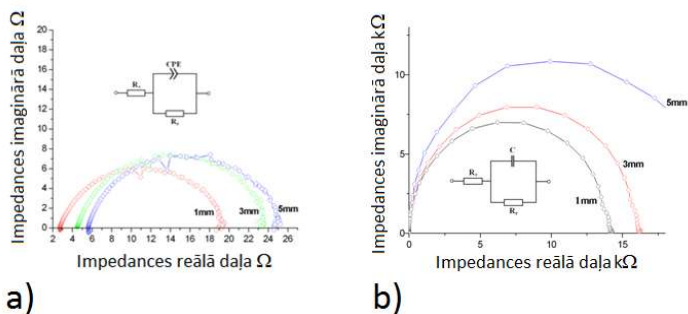 Impedances imaginārā daļa Ω
20
18
16
14
12
10
8
6
4
2
0
CPE
1mm
3mm
5mm
2 4 6 8 10 12 14 16 18 20 22 24 26
Impedances reālā daļa Ω
a)
Impedances imaginārā daļa kΩ
10
5
0
C
5mm
3mm
1mm
0 5 10 15
Impedances reālā daļa kΩ
b)